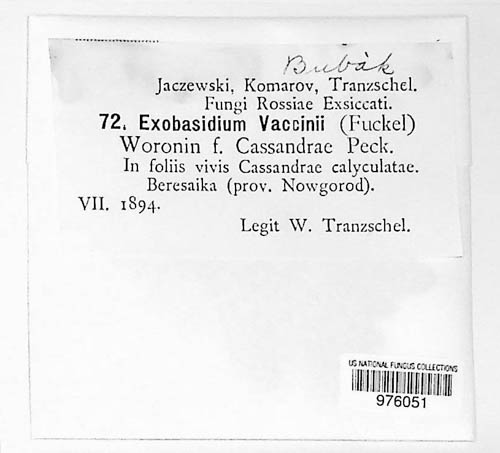 Bubák
Jaczewski, Komarov, Tranzschel.
Fungi Rossiae Exsiccati.
72. Exobasidium Vaccinii (Fuckel)
Woronin f. Cassandrae Peck.
In foliis vivis Cassandrae calyculatae.
Beresaika (prov. Nowgorod).
VII. 1894.
Legit W. Tranzschel.
US NATIONAL FUNGUS COLLECTIONS
976051